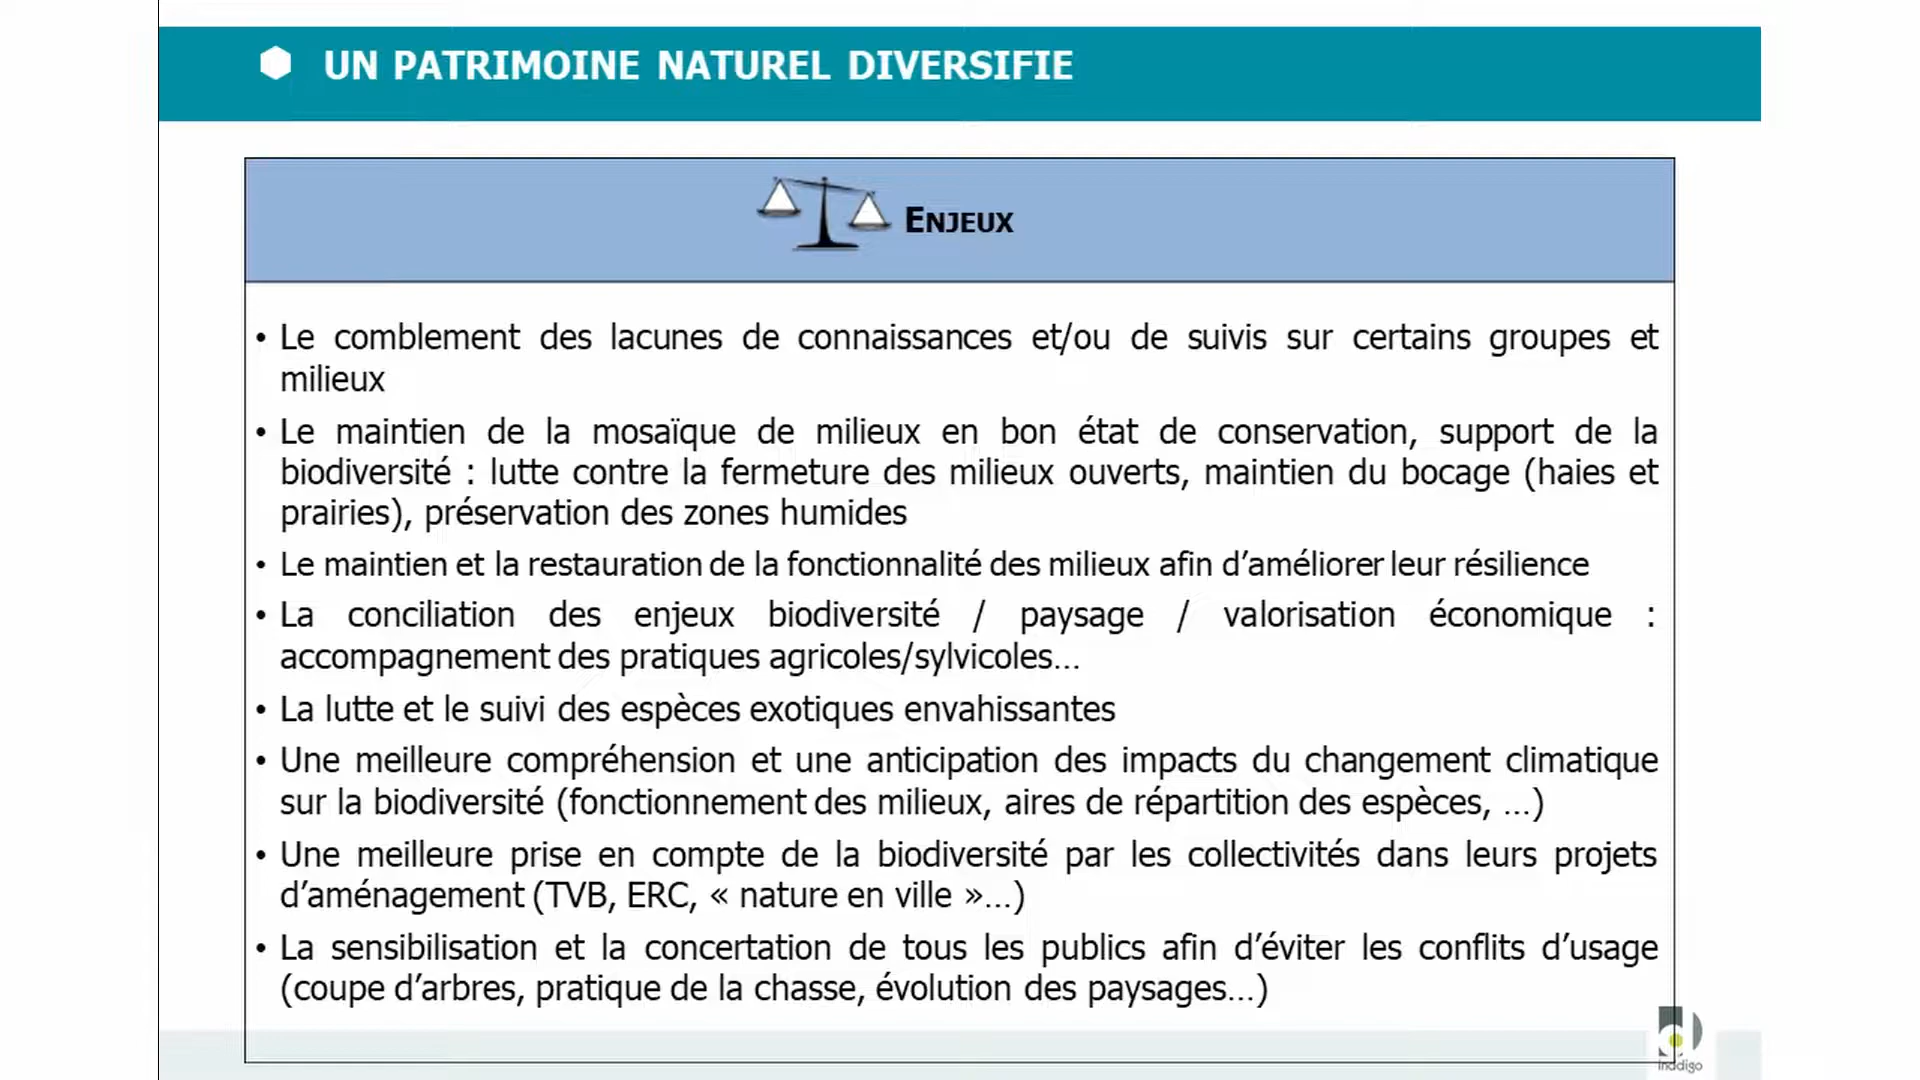 UN PATRIMOINE NATUREL DIVERSIFIE
ENJEUX
• Le comblement des lacunes de connaissances et/ou de suivis sur certains groupes et
milieux
• Le maintien de la mosaïque de milieux en bon état de conservation, support de la
biodiversité : lutte contre la fermeture des milieux ouverts, maintien du bocage (haies et
prairies), préservation des zones humides
• Le maintien et la restauration de la fonctionnalité des milieux afin d’améliorer leur résilience
• La conciliation des enjeux biodiversité / paysage / valorisation économique :
accompagnement des pratiques agricoles/sylvicoles…
• La lutte et le suivi des espèces exotiques envahissantes
• Une meilleure compréhension et une anticipation des impacts du changement climatique
sur la biodiversité (fonctionnement des milieux, aires de répartition des espèces, …)
• Une meilleure prise en compte de la biodiversité par les collectivités dans leurs projets
d’aménagement (TVB, ERC, « nature en ville »…)
• La sensibilisation et la concertation de tous les publics afin d’éviter les conflits d’usage
(coupe d’arbres, pratique de la chasse, évolution des paysages…)
inddigo